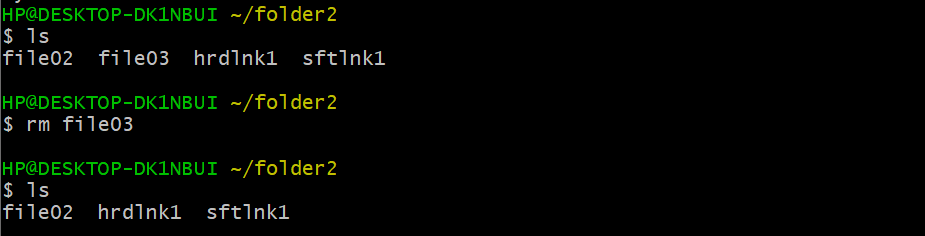 HP@DESKTOP-DK1NBUI ~/folder2
$ ls
file02  file03  hrdlnk1  sftlnk1
HP@DESKTOP-DK1NBUI ~/folder2
$ rm file03
HP@DESKTOP-DK1NBUI ~/folder2
$ ls
file02  hrdlnk1  sftlnk1